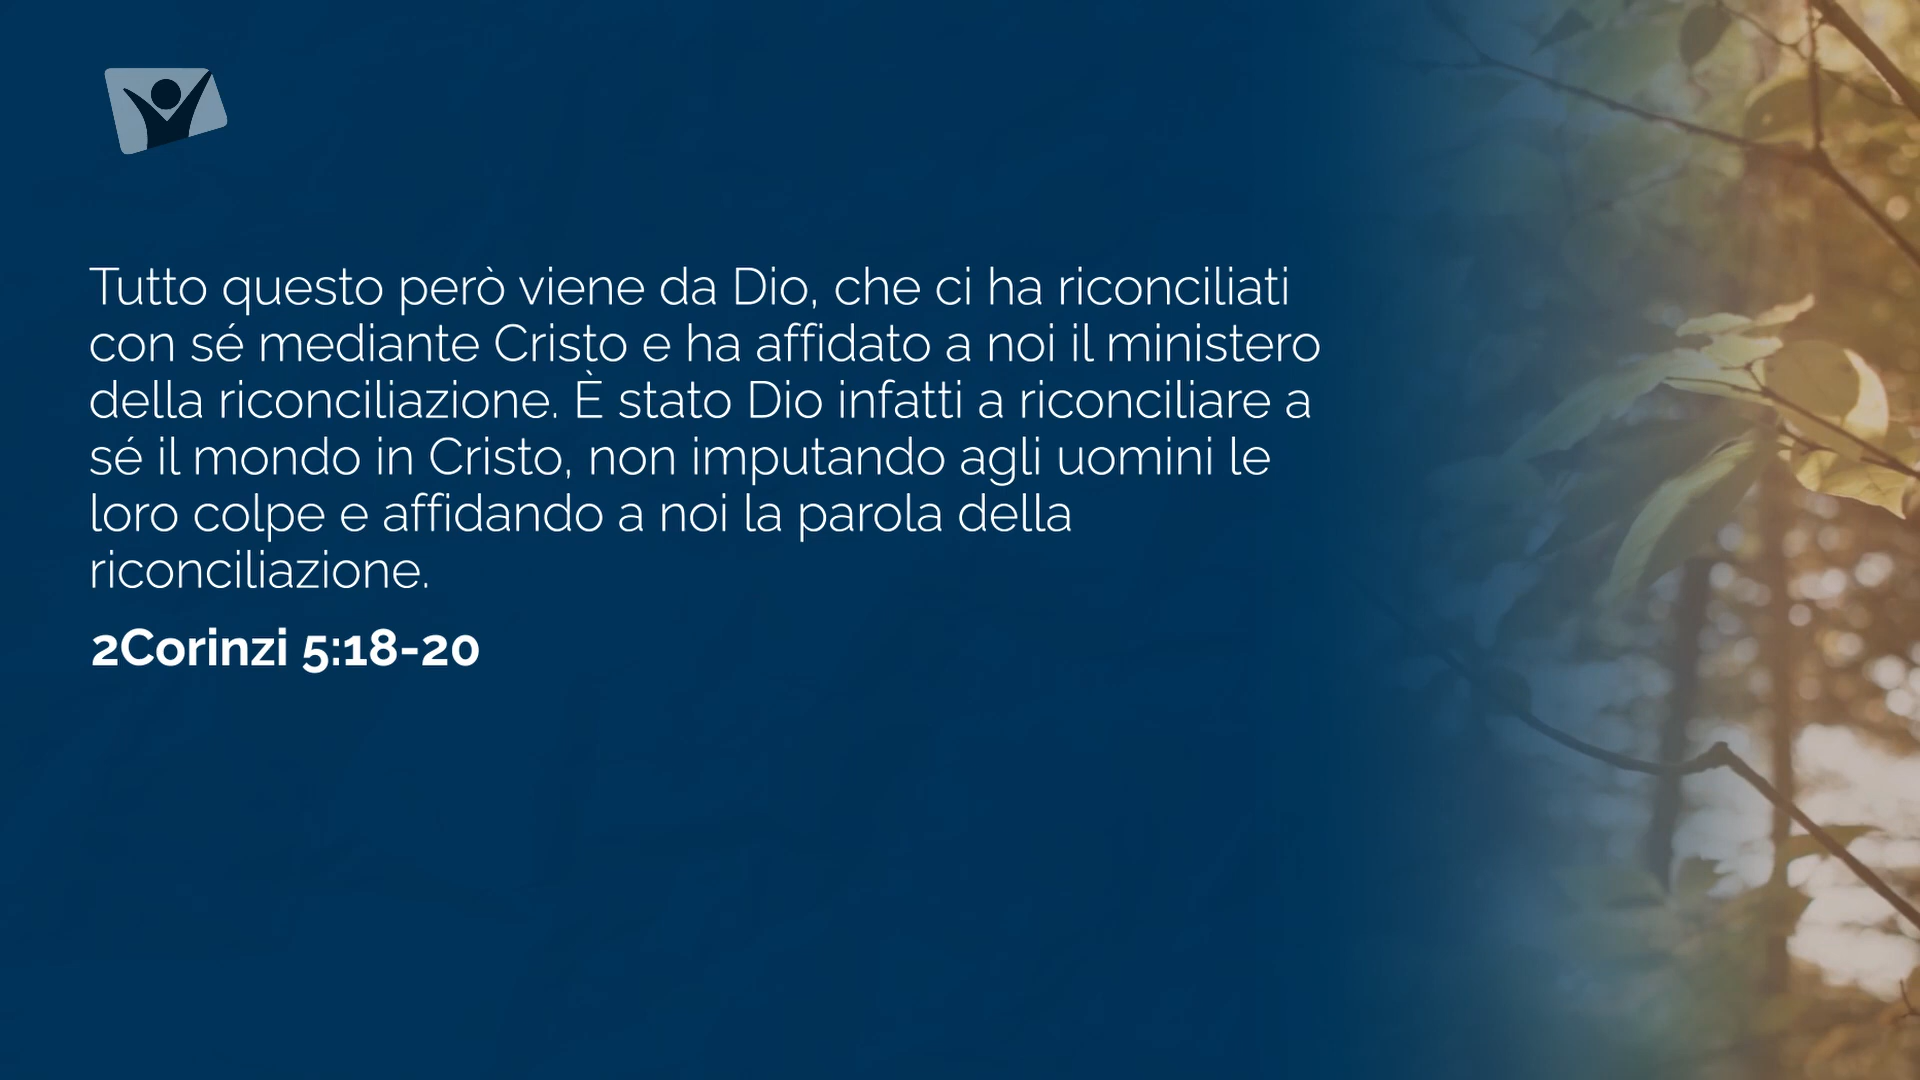 Tutto questo però viene da Dio, che ci ha riconciliati
con sé mediante Cristo e ha affidato a noi il ministero
della riconciliazione. È stato Dio infatti a riconciliare a
sé il mondo in Cristo, non imputando agli uomini le
loro colpe e affidando a noi la parola della
riconciliazione.
2Corinzi 5:18-20